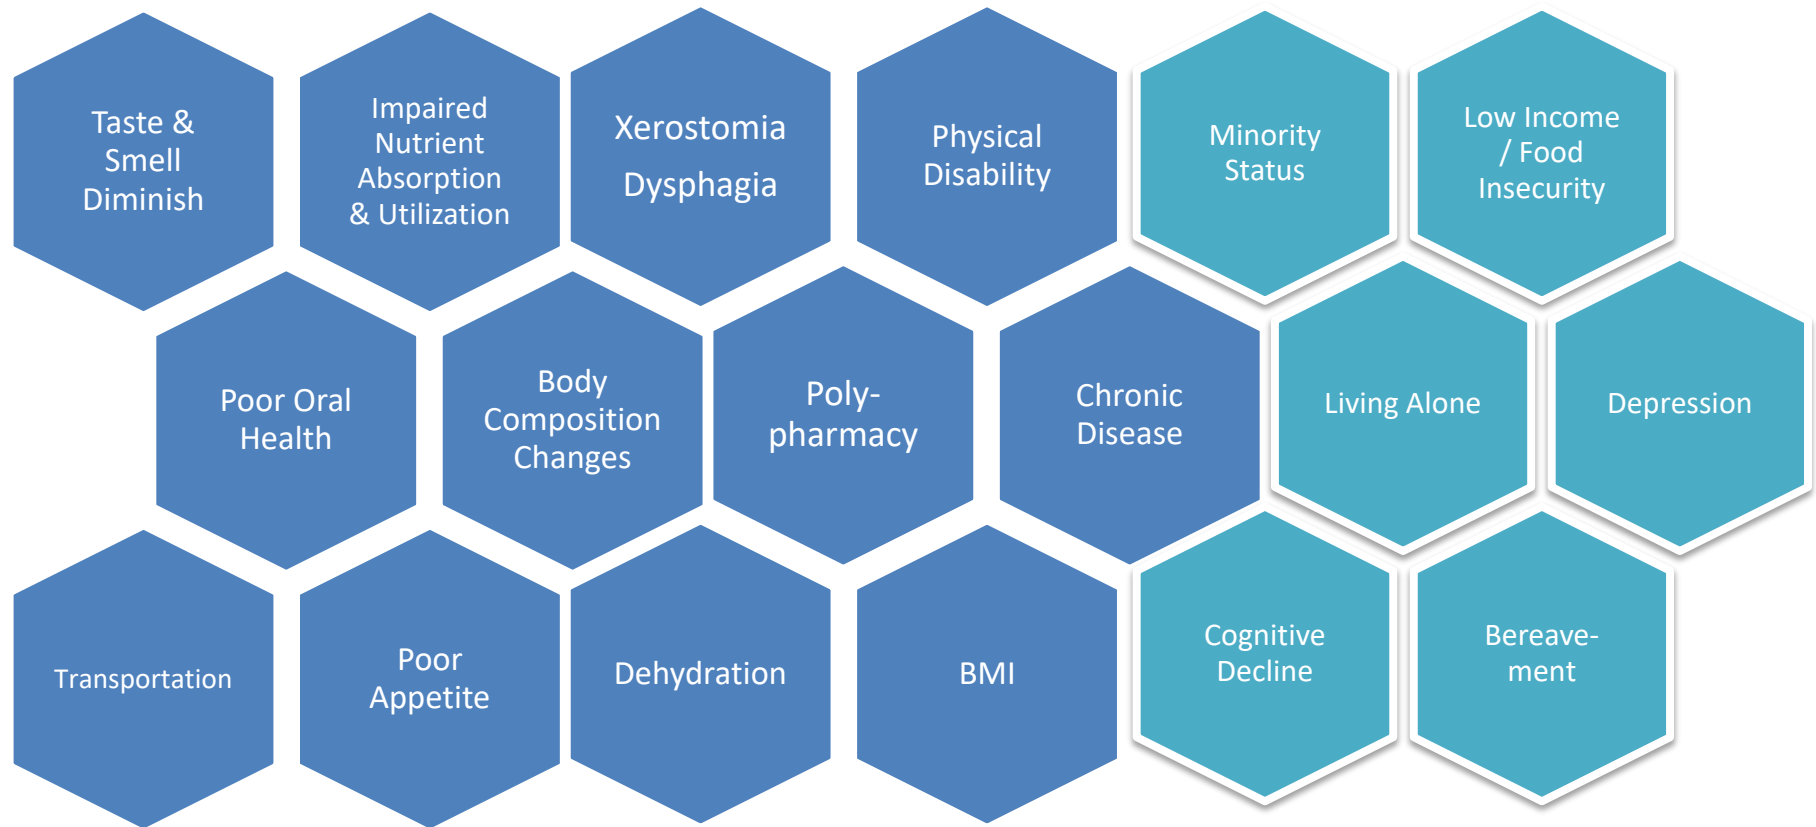 Taste &
Smell
Diminish
Impaired
Nutrient
Absorption
& Utilization
Xerostomia
Dysphagia
Physical
Disability
Minority
Status
Low Income
/ Food
Insecurity
Poor Oral
Health
Body
Composition
Changes
Poly-
pharmacy
Chronic
Disease
Living Alone
Depression
Transportation
Poor
Appetite
Dehydration
BMI
Cognitive
Decline
Bereave-
ment